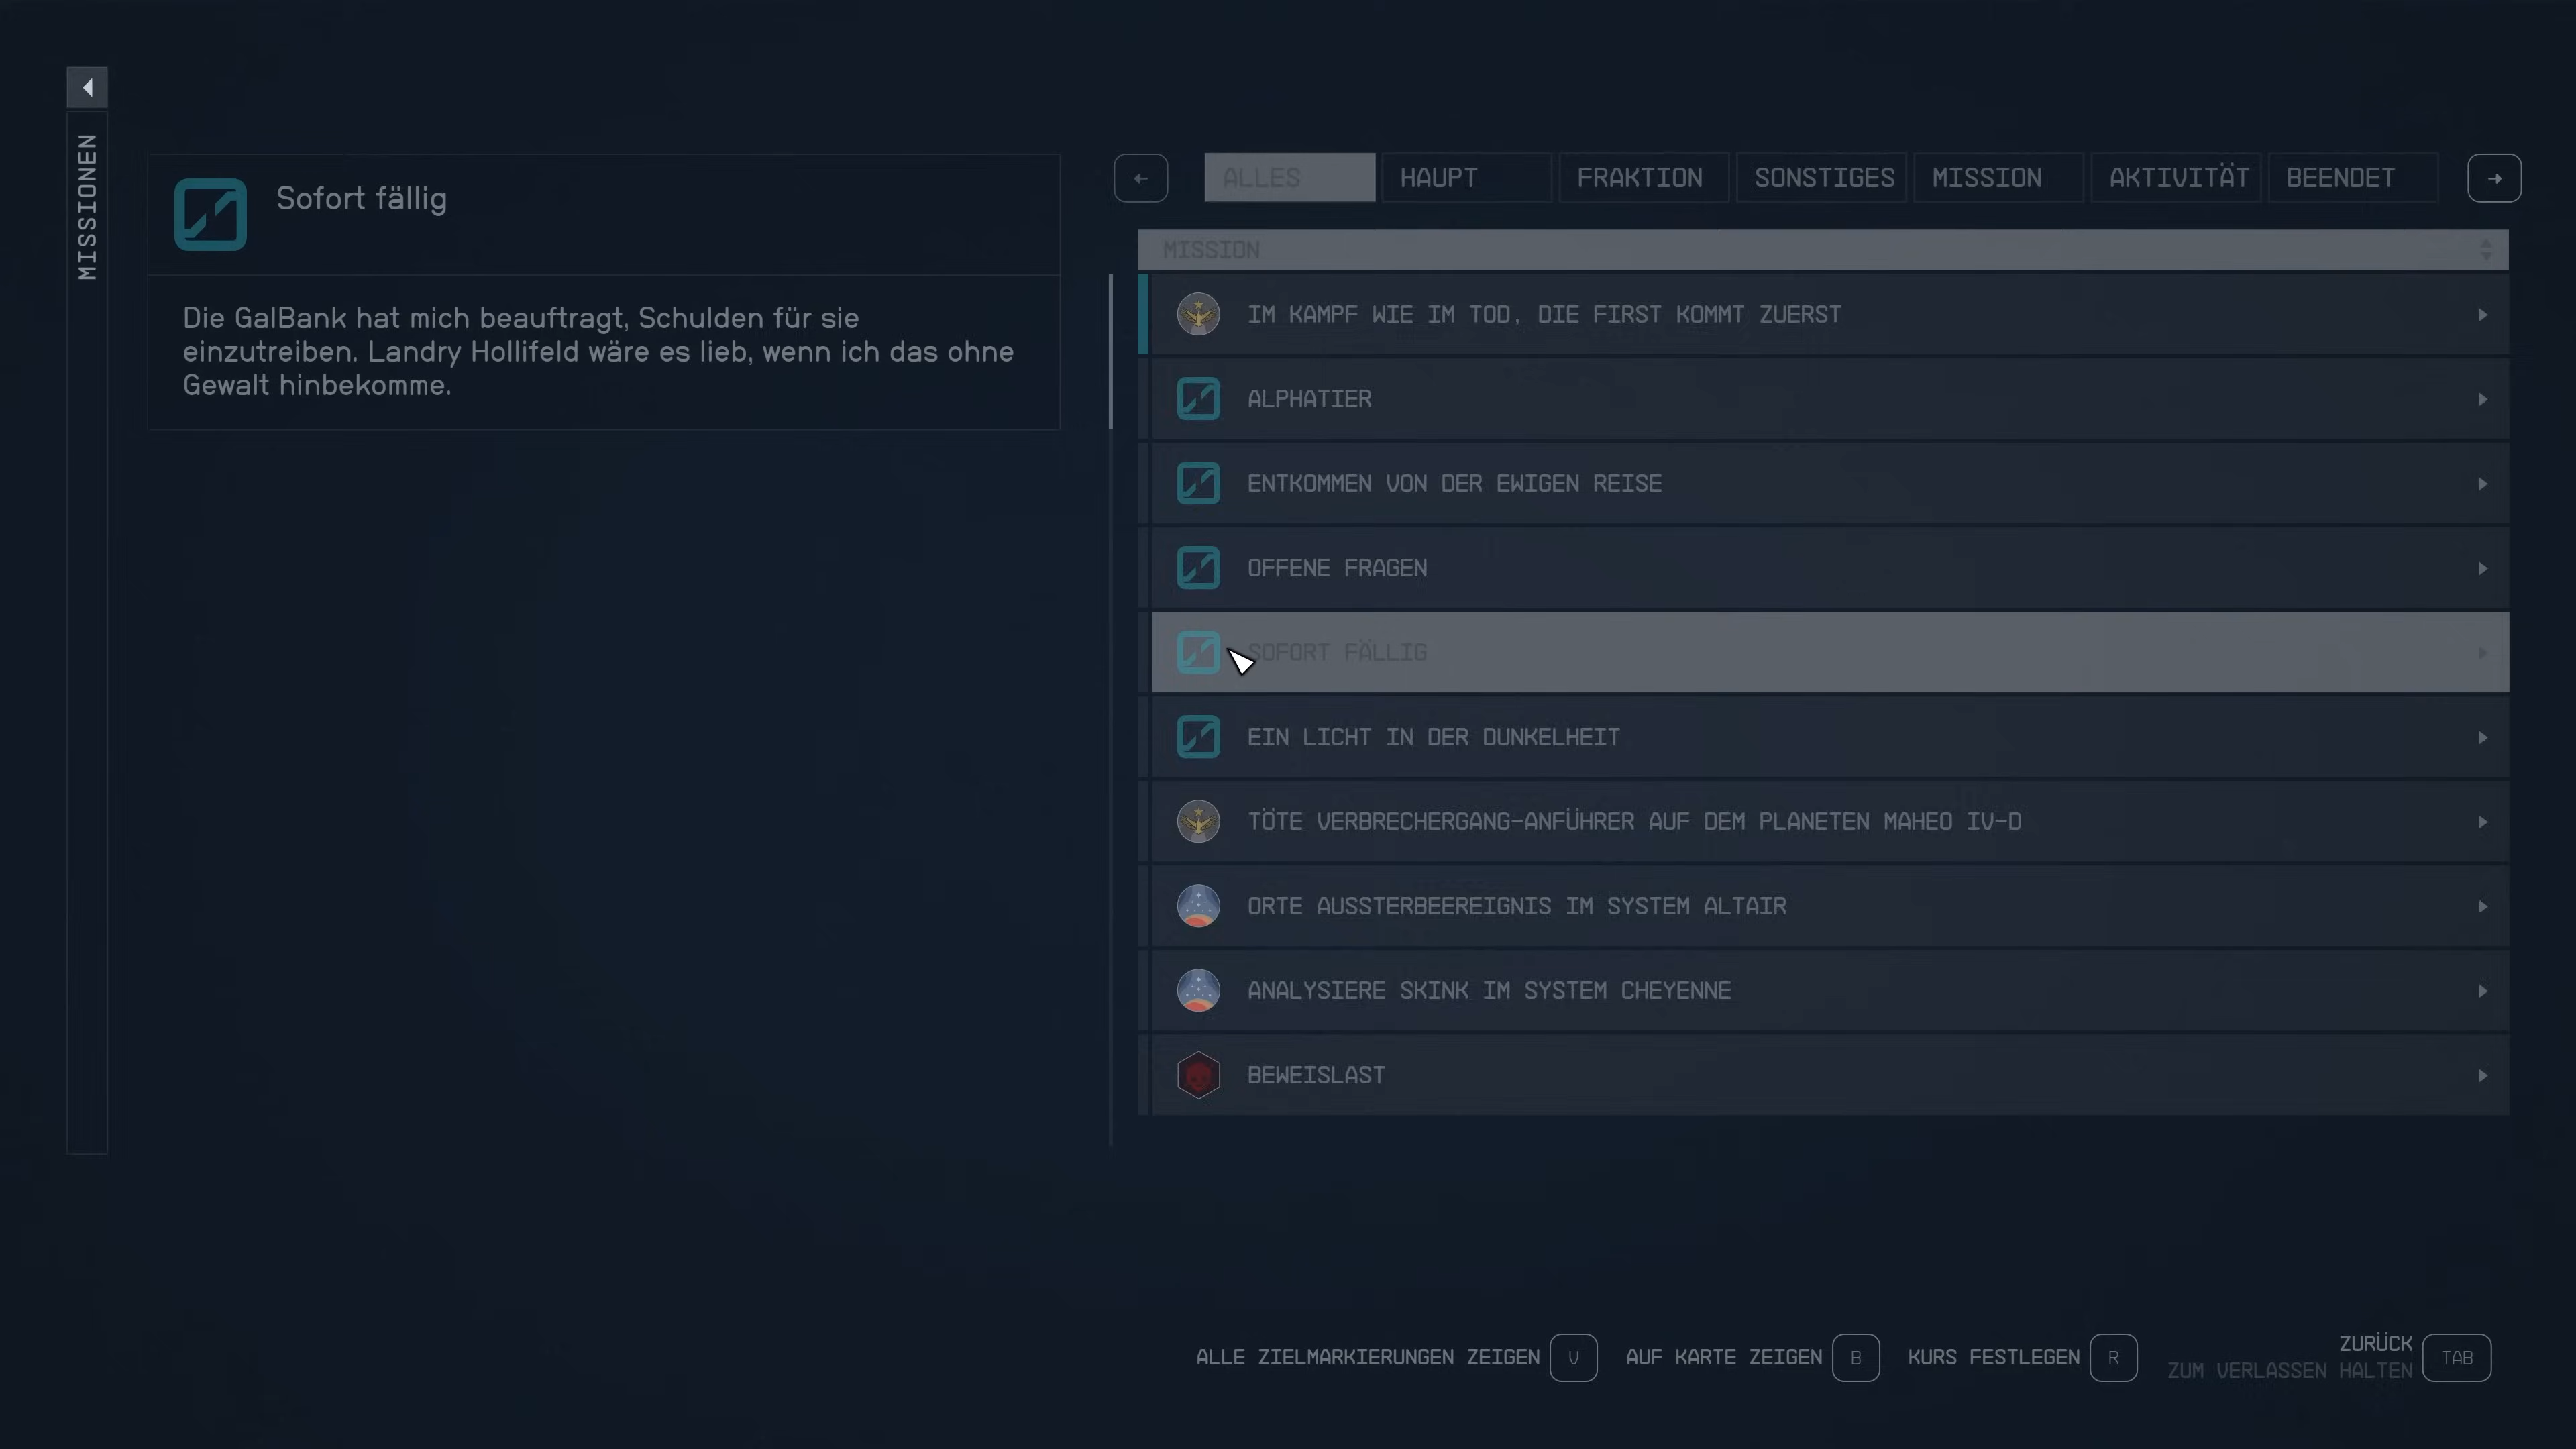 MISSIONEN
Sofort fällig
Die GalBank hat mich beauftragt, Schulden für sie
einzutreiben. Landry Hollifeld wäre es lieb, wenn ich das ohne
Gewalt hinbekomme.
ALLES HAUPT FRAKTION SONSTIGES MISSION AKTIVITÄT BEENDET
MISSION
IM KAMPF WIE IM TOD, DIE FIRST KOMMT ZUERST
ALPHATIER
ENTKOMMEN VON DER EWIGEN REISE
OFFENE FRAGEN
SOFORT FÄLLIG
EIN LICHT IN DER DUNKELHEIT
TÖTE VERBRECHERGANG-ANFÜHRER AUF DEM PLANETEN MAHEO IV-D
ORTE AUSSTERBEEREIGNIS IM SYSTEM ALTAIR
ANALYSIERE SKINK IM SYSTEM CHEYENNE
BEWEISLAST
ALLE ZIELMARKIERUNGEN ZEIGEN V AUF KARTE ZEIGEN B KURS FESTLEGEN R ZURÜCK TAB
ZUM VERLASSEN HALTEN